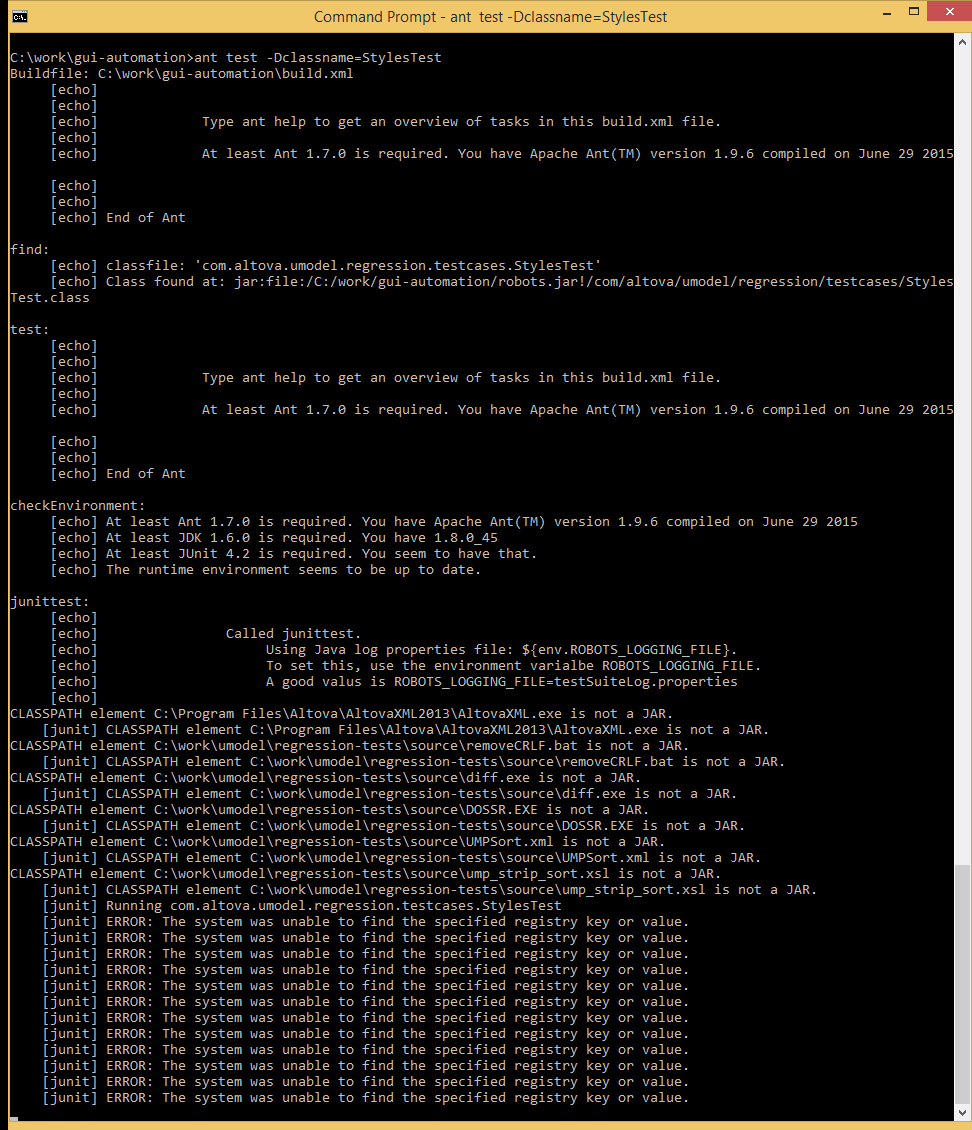 Command Prompt - ant  test -Dclassname=StylesTest
C:\work\gui-automation>ant test -Dclassname=StylesTest
Buildfile: C:\work\gui-automation\build.xml
[echo]
[echo]
[echo] Type ant help to get an overview of tasks in this build.xml file.
[echo]
[echo] At least Ant 1.7.0 is required. You have Apache Ant(TM) version 1.9.6 compiled on June 29 2015
[echo]
[echo]
[echo] End of Ant
find:
[echo] classfile: 'com.altova.umodel.regression.testcases.StylesTest'
[echo] Class found at: jar:file:/C:/work/gui-automation/robots.jar!/com/altova/umodel/regression/testcases/Styles
Test.class
test:
[echo]
[echo]
[echo] Type ant help to get an overview of tasks in this build.xml file.
[echo]
[echo] At least Ant 1.7.0 is required. You have Apache Ant(TM) version 1.9.6 compiled on June 29 2015
[echo]
[echo]
[echo] End of Ant
checkEnvironment:
[echo] At least Ant 1.7.0 is required. You have Apache Ant(TM) version 1.9.6 compiled on June 29 2015
[echo] At least JDK 1.6.0 is required. You have 1.8.0_45
[echo] At least JUnit 4.2 is required. You seem to have that.
[echo] The runtime environment seems to be up to date.
junittest:
[echo]
[echo] Called junittest.
[echo] Using Java log properties file: ${env.ROBOTS_LOGGING_FILE}.
[echo] To set this, use the environment varialbe ROBOTS_LOGGING_FILE.
[echo] A good valus is ROBOTS_LOGGING_FILE=testSuiteLog.properties
[echo]
CLASSPATH element C:\Program Files\Altova\AltovaXML2013\AltovaXML.exe is not a JAR.
[junit] CLASSPATH element C:\Program Files\Altova\AltovaXML2013\AltovaXML.exe is not a JAR.
CLASSPATH element C:\work\umodel\regression-tests\source\removeCRLF.bat is not a JAR.
[junit] CLASSPATH element C:\work\umodel\regression-tests\source\removeCRLF.bat is not a JAR.
CLASSPATH element C:\work\umodel\regression-tests\source\diff.exe is not a JAR.
[junit] CLASSPATH element C:\work\umodel\regression-tests\source\diff.exe is not a JAR.
CLASSPATH element C:\work\umodel\regression-tests\source\DOSSR.EXE is not a JAR.
[junit] CLASSPATH element C:\work\umodel\regression-tests\source\DOSSR.EXE is not a JAR.
CLASSPATH element C:\work\umodel\regression-tests\source\UMPSort.xml is not a JAR.
[junit] CLASSPATH element C:\work\umodel\regression-tests\source\UMPSort.xml is not a JAR.
CLASSPATH element C:\work\umodel\regression-tests\source\ump_strip_sort.xsl is not a JAR.
[junit] CLASSPATH element C:\work\umodel\regression-tests\source\ump_strip_sort.xsl is not a JAR.
[junit] Running com.altova.umodel.regression.testcases.StylesTest
[junit] ERROR: The system was unable to find the specified registry key or value.
[junit] ERROR: The system was unable to find the specified registry key or value.
[junit] ERROR: The system was unable to find the specified registry key or value.
[junit] ERROR: The system was unable to find the specified registry key or value.
[junit] ERROR: The system was unable to find the specified registry key or value.
[junit] ERROR: The system was unable to find the specified registry key or value.
[junit] ERROR: The system was unable to find the specified registry key or value.
[junit] ERROR: The system was unable to find the specified registry key or value.
[junit] ERROR: The system was unable to find the specified registry key or value.
[junit] ERROR: The system was unable to find the specified registry key or value.
[junit] ERROR: The system was unable to find the specified registry key or value.
[junit] ERROR: The system was unable to find the specified registry key or value.